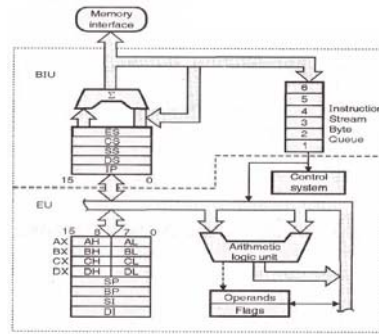 Memory
interface
BIU
Σ
6
5
4
3
2
1
Instruction
Stream
Byte
Queue
ES
CS
SS
DS
IP
15 0
Control
system
EU
15 8 7 0
AX AH AL
BX BH BL
CX CH CL
DX DH DL
SP
BP
SI
DI
Arithmetic
logic unit
Operands
Flags